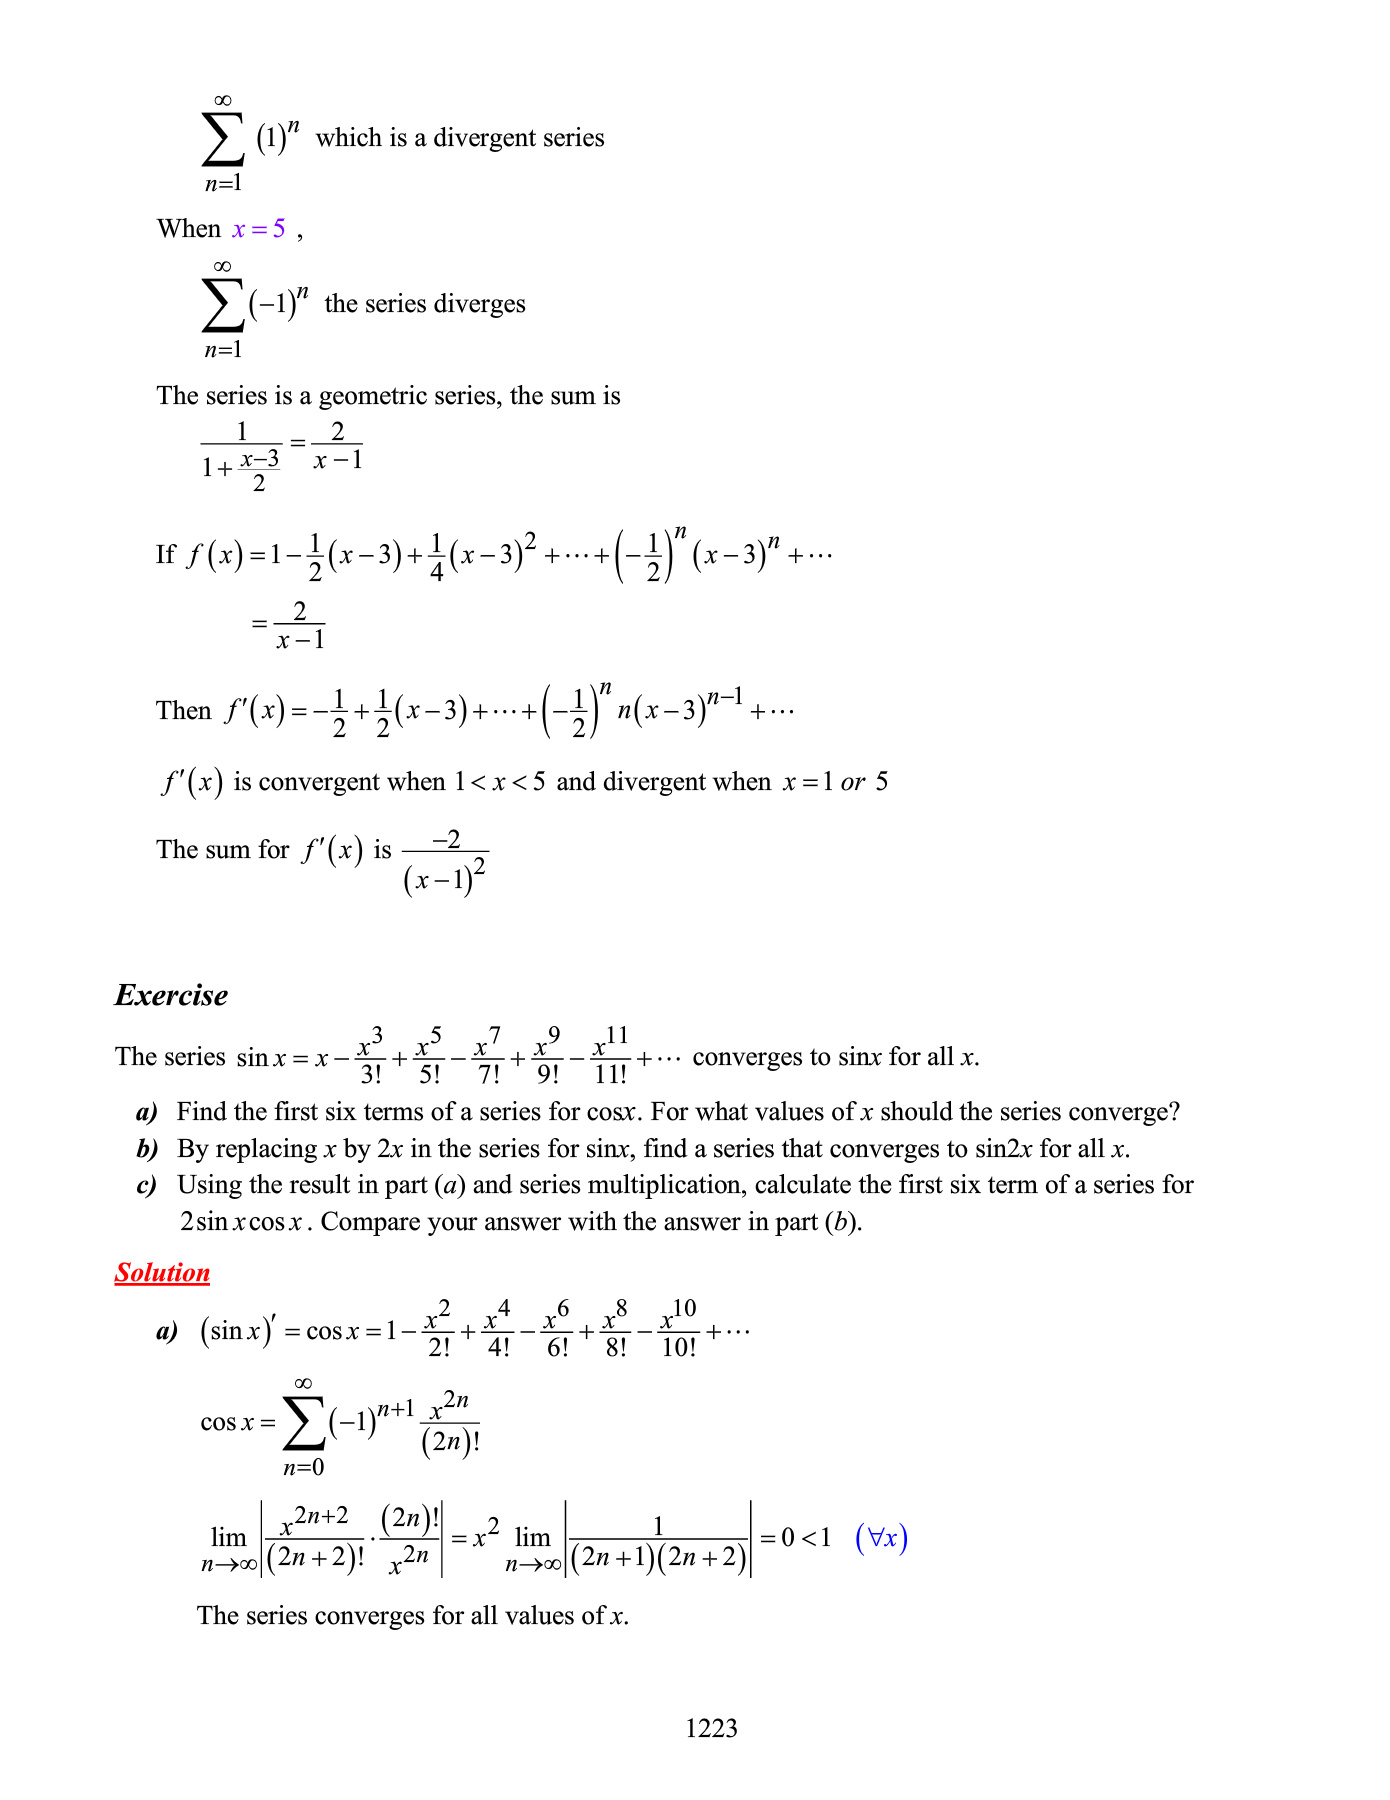 $\sum_{n=1}^{\infty} (1)^n$ which is a divergent series
When $x = 5$ ,
$\sum_{n=1}^{\infty} (-1)^n$ the series diverges
The series is a geometric series, the sum is
$\frac{1}{1+\frac{x-3}{2}} = \frac{2}{x-1}$
If $f(x) = 1 - \frac{1}{2}(x-3) + \frac{1}{4}(x-3)^2 + \cdots + \left(-\frac{1}{2}\right)^n (x-3)^n + \cdots$
$= \frac{2}{x-1}$
Then $f'(x) = -\frac{1}{2} + \frac{1}{2}(x-3) + \cdots + \left(-\frac{1}{2}\right)^n n(x-3)^{n-1} + \cdots$
$f'(x)$ is convergent when $1 < x < 5$ and divergent when $x = 1$ or $5$
The sum for $f'(x)$ is $\frac{-2}{(x-1)^2}$
Exercise
The series $\sin x = x - \frac{x^3}{3!} + \frac{x^5}{5!} - \frac{x^7}{7!} + \frac{x^9}{9!} - \frac{x^{11}}{11!} + \cdots$ converges to sinx for all x.
a) Find the first six terms of a series for cosx. For what values of x should the series converge?
b) By replacing x by 2x in the series for sinx, find a series that converges to sin2x for all x.
c) Using the result in part (a) and series multiplication, calculate the first six term of a series for
$2\sin x\cos x$. Compare your answer with the answer in part (b).
Solution
a) $(\sin x)' = \cos x = 1 - \frac{x^2}{2!} + \frac{x^4}{4!} - \frac{x^6}{6!} + \frac{x^8}{8!} - \frac{x^{10}}{10!} + \cdots$
$\cos x = \sum_{n=0}^{\infty} (-1)^{n+1} \frac{x^{2n}}{(2n)!}$
$\lim_{n\to\infty} \left| \frac{x^{2n+2}}{(2n+2)!} \cdot \frac{(2n)!}{x^{2n}} \right| = x^2 \lim_{n\to\infty} \left| \frac{1}{(2n+1)(2n+2)} \right| = 0 < 1 \quad (\forall x)$
The series converges for all values of x.
1223